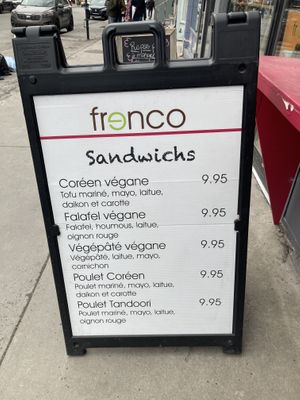 frenco
Sandwichs
Coréen végane 9.95
Tofu mariné, mayo, laitue,
daikon et carotte
Falafel végane 9.95
Falafel, houmous, laitue,
oignon rouge
Végépâté végane 9.95
Végépâté, laitue, mayo,
cornichon
Poulet Coréen 9.95
Poulet mariné, mayo, laitue,
daikon et carotte
Poulet Tandoori 9.95
Poulet mariné, mayo, laitue,
oignon rouge